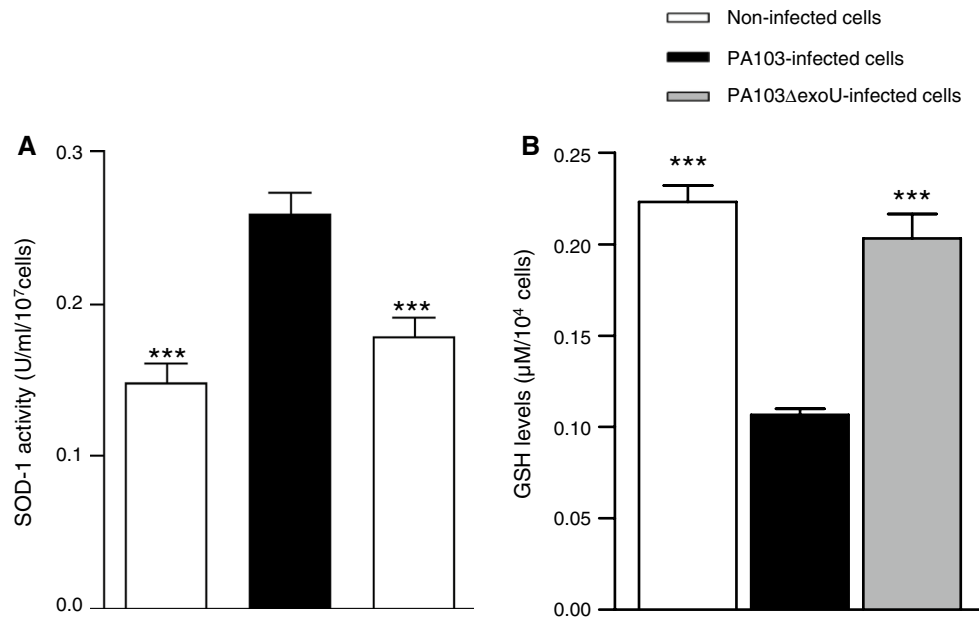 Non-infected cells
PA103-infected cells
PA103ΔexoU-infected cells
A
0.3
0.2
0.1
0.0
SOD-1 activity (U/ml/10⁷cells)
***
***
B
0.25
0.20
0.15
0.10
0.05
0.00
GSH levels (µM/10⁴ cells)
***
***